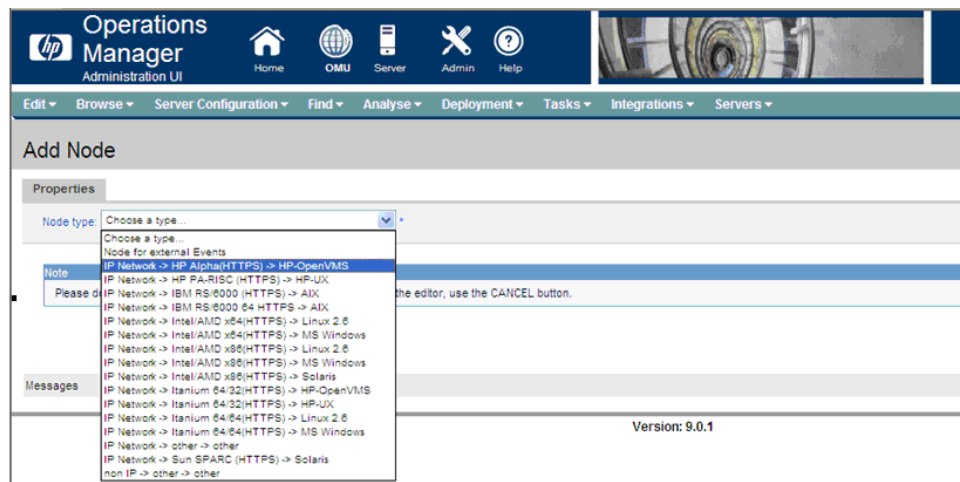 hp
Operations
Manager
Administration UI
Home
OMU
Server
Admin
Help
Edit Browse Server Configuration Find Analyse Deployment Tasks Integrations Servers
Add Node
Properties
Node type: Choose a type... *
Choose a type...
Node for external Events
IP Network -> HP Alpha(HTTPS) -> HP-OpenVMS
IP Network -> HP PA-RISC (HTTPS) -> HP-UX
IP Network -> IBM RS/6000 (HTTPS) -> AIX
IP Network -> IBM RS/6000 64 HTTPS -> AIX
IP Network -> Intel/AMD x64(HTTPS) -> Linux 2.6
IP Network -> Intel/AMD x64(HTTPS) -> MS Windows
IP Network -> Intel/AMD x86(HTTPS) -> Linux 2.6
IP Network -> Intel/AMD x86(HTTPS) -> MS Windows
IP Network -> Intel/AMD x86(HTTPS) -> Solaris
IP Network -> Itanium 64/32(HTTPS) -> HP-OpenVMS
IP Network -> Itanium 64/32(HTTPS) -> HP-UX
IP Network -> Itanium 64/64(HTTPS) -> Linux 2.6
IP Network -> Itanium 64/64(HTTPS) -> MS Windows
IP Network -> other -> other
IP Network -> Sun SPARC (HTTPS) -> Solaris
non IP -> other -> other
Note
Please d the editor, use the CANCEL button.
Messages
Version: 9.0.1